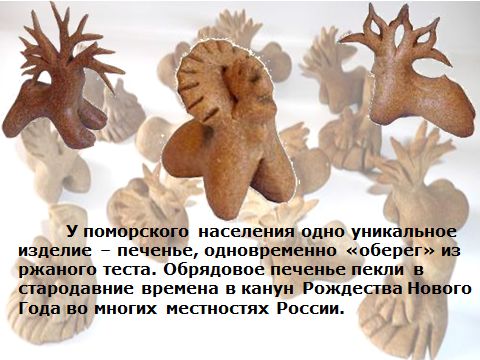 У поморского населения одно уникальное
изделие – печенье, одновременно «оберег» из
ржаного теста. Обрядовое печенье пекли в
стародавние времена в канун Рождества Нового
Года во многих местностях России.